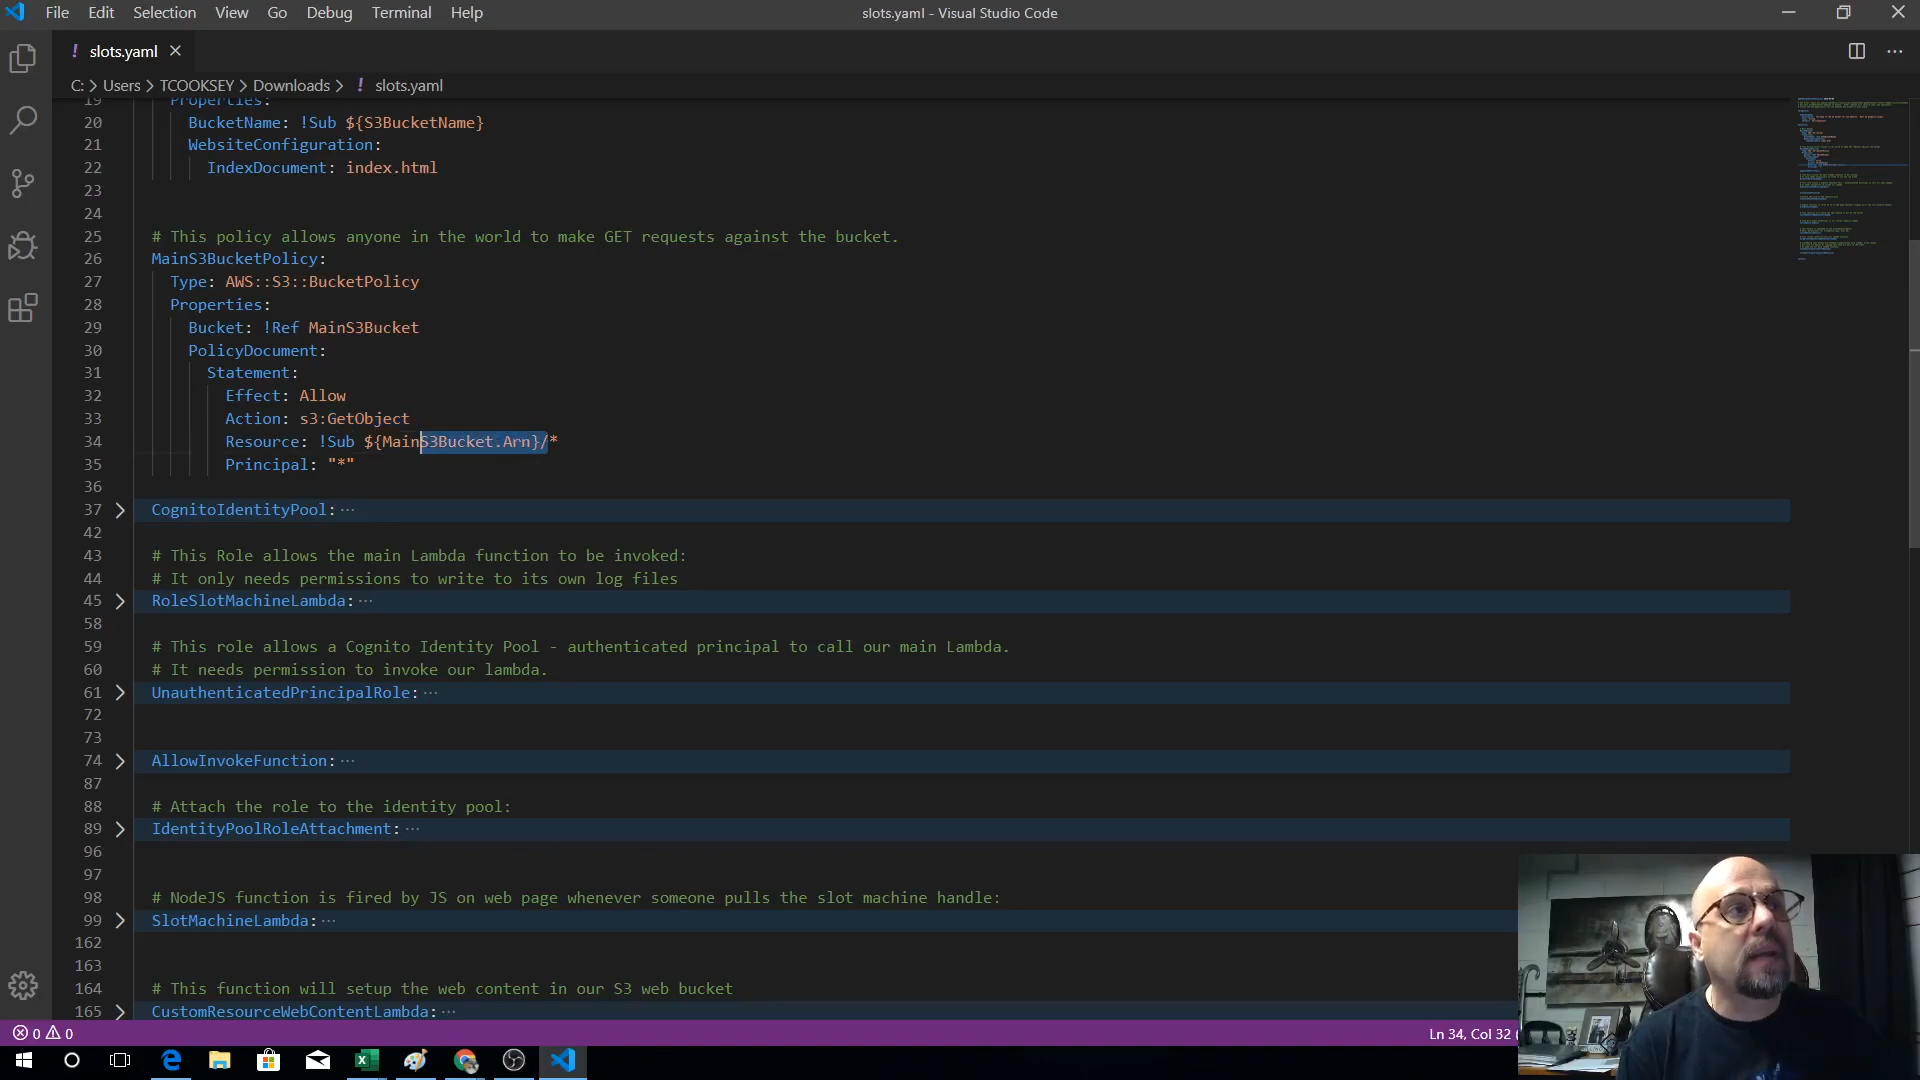 File Edit Selection View Go Debug Terminal Help
slots.yaml - Visual Studio Code
! slots.yaml
C: > Users > TCOOKSEY > Downloads > ! slots.yaml
19 Properties:
20 BucketName: !Sub ${S3BucketName}
21 WebsiteConfiguration:
22 IndexDocument: index.html
23
24
25 # This policy allows anyone in the world to make GET requests against the bucket.
26 MainS3BucketPolicy:
27 Type: AWS::S3::BucketPolicy
28 Properties:
29 Bucket: !Ref MainS3Bucket
30 PolicyDocument:
31 Statement:
32 Effect: Allow
33 Action: s3:GetObject
34 Resource: !Sub ${MainS3Bucket.Arn}/*
35 Principal: "*"
36
37 CognitoIdentityPool: ...
42
43 # This Role allows the main Lambda function to be invoked:
44 # It only needs permissions to write to its own log files
45 RoleSlotMachineLambda: ...
58
59 # This role allows a Cognito Identity Pool - authenticated principal to call our main Lambda.
60 # It needs permission to invoke our lambda.
61 UnauthenticatedPrincipalRole: ...
72
73
74 AllowInvokeFunction: ...
87
88 # Attach the role to the identity pool:
89 IdentityPoolRoleAttachment: ...
96
97
98 # NodeJS function is fired by JS on web page whenever someone pulls the slot machine handle:
99 SlotMachineLambda: ...
162
163
164 # This function will setup the web content in our S3 web bucket
165 CustomResourceWebContentLambda: ...
0 0
Ln 34, Col 32 (